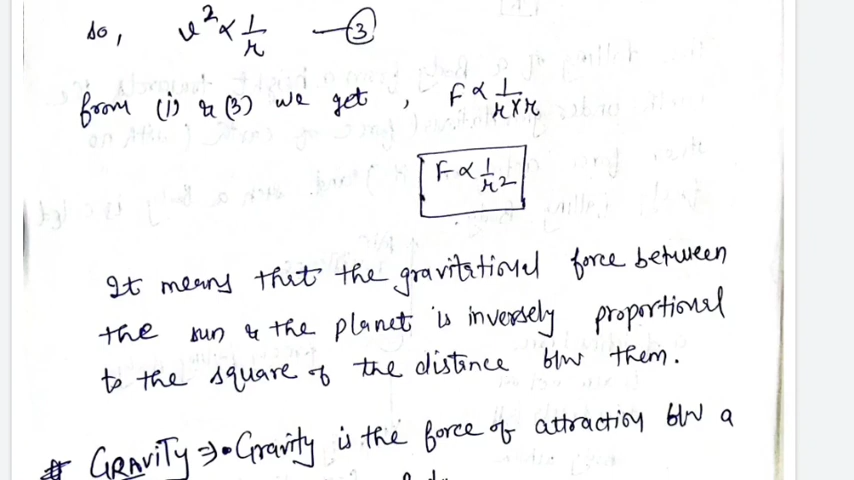 so, v² ∝ 1/r —③
from (i) & (3) we get , F ∝ 1/r×r
F ∝ 1/r²
It means that the gravitational force between
the sun & the planet is inversely proportional
to the square of the distance b/w them.
# GRAVITY ⇒ • Gravity is the force of attraction b/w a